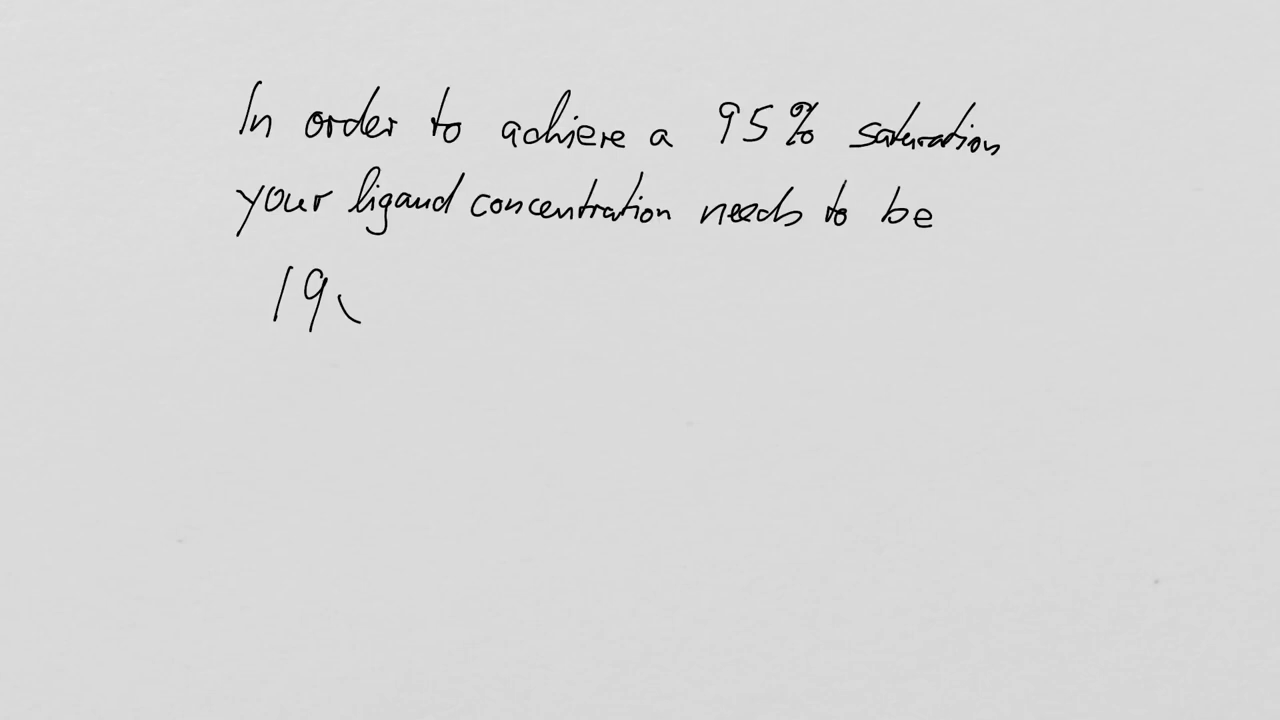 In order to achieve a 95% saturation
your ligand concentration needs to be
19